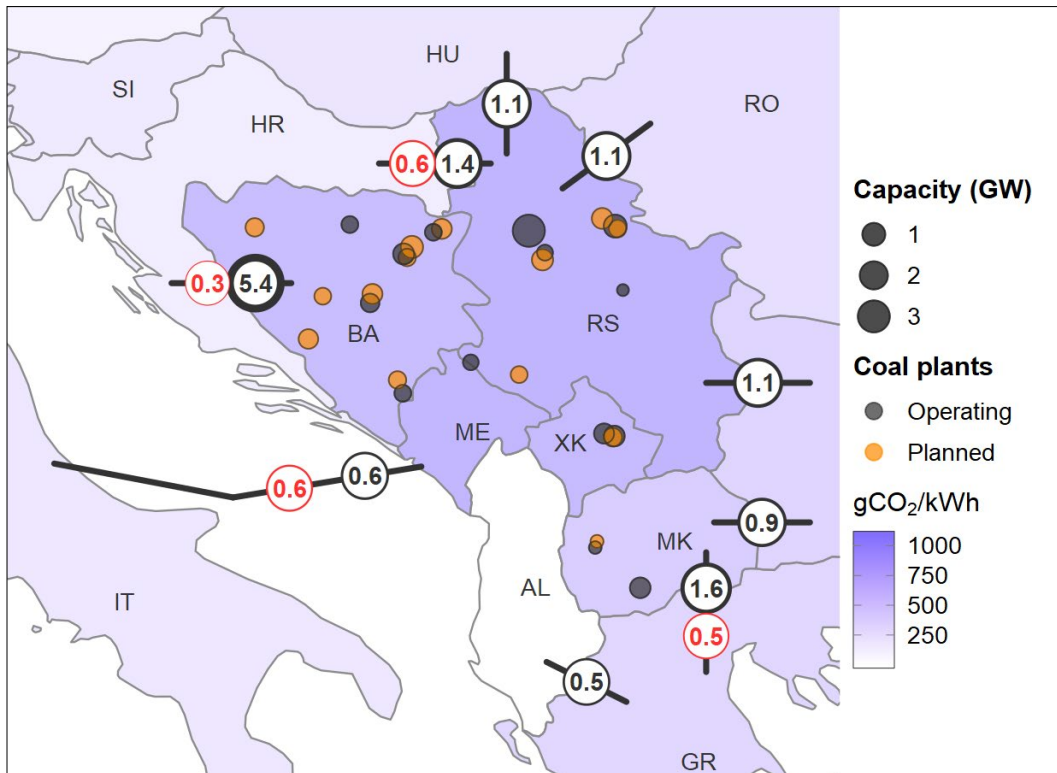 HU
SI
RO
HR
1.1
1.1
0.6
1.4
0.3
5.4
BA
RS
1.1
ME
XK
0.6
0.6
0.9
MK
AL
1.6
IT
0.5
0.5
GR
Capacity (GW)
1
2
3
Coal plants
Operating
Planned
gCO₂/kWh
1000
750
500
250